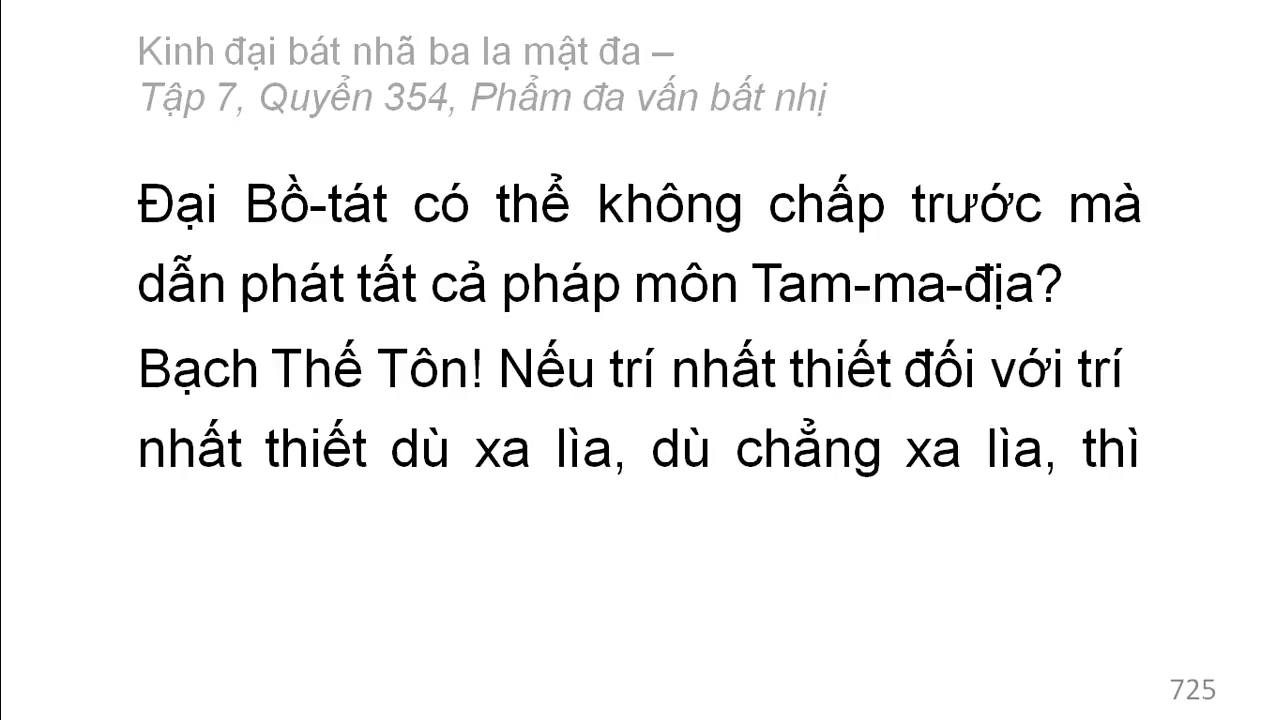 Kinh đại bát nhã ba la mật đa –
Tập 7, Quyển 354, Phẩm đa vấn bất nhị
Đại Bồ-tát có thể không chấp trước mà
dẫn phát tất cả pháp môn Tam-ma-địa?
Bạch Thế Tôn! Nếu trí nhất thiết đối với trí
nhất thiết dù xa lìa, dù chẳng xa lìa, thì
725